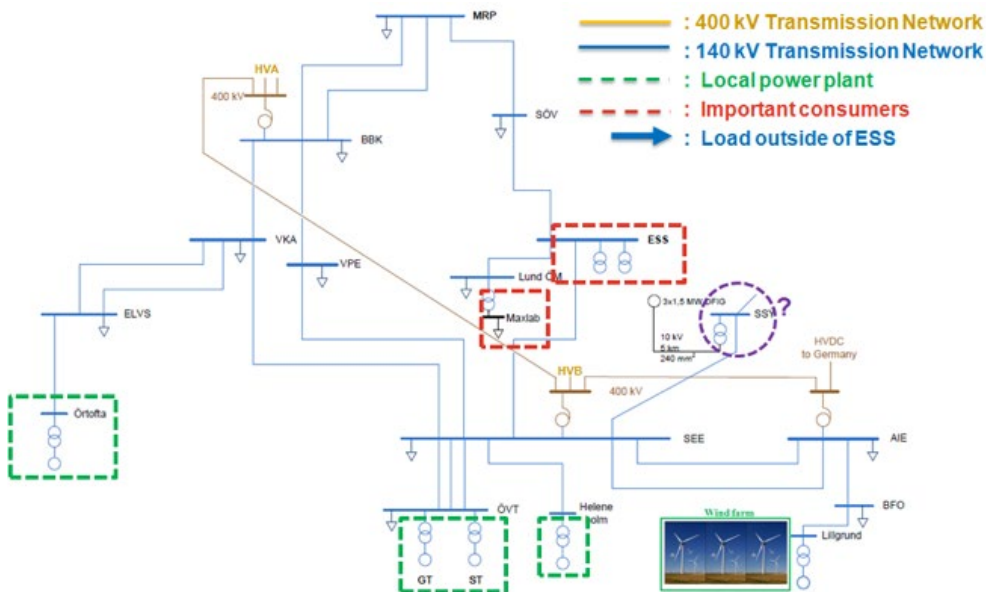 MRP
: 400 kV Transmission Network
: 140 kV Transmission Network
: Local power plant
: Important consumers
: Load outside of ESS
HVA
400 kV
SÖV
BBK
VKA
ESS
VPE
Lund ÖM
3x1,5 MW DFIG
SSY
?
Maxlab
10 kV
5 km
240 mm²
ELVS
HVDC
to Germany
HVB
400 kV
Örtofta
SEE
AIE
ÖVT
Helene
holm
BFO
Wind farm
Lillgrund
GT
ST